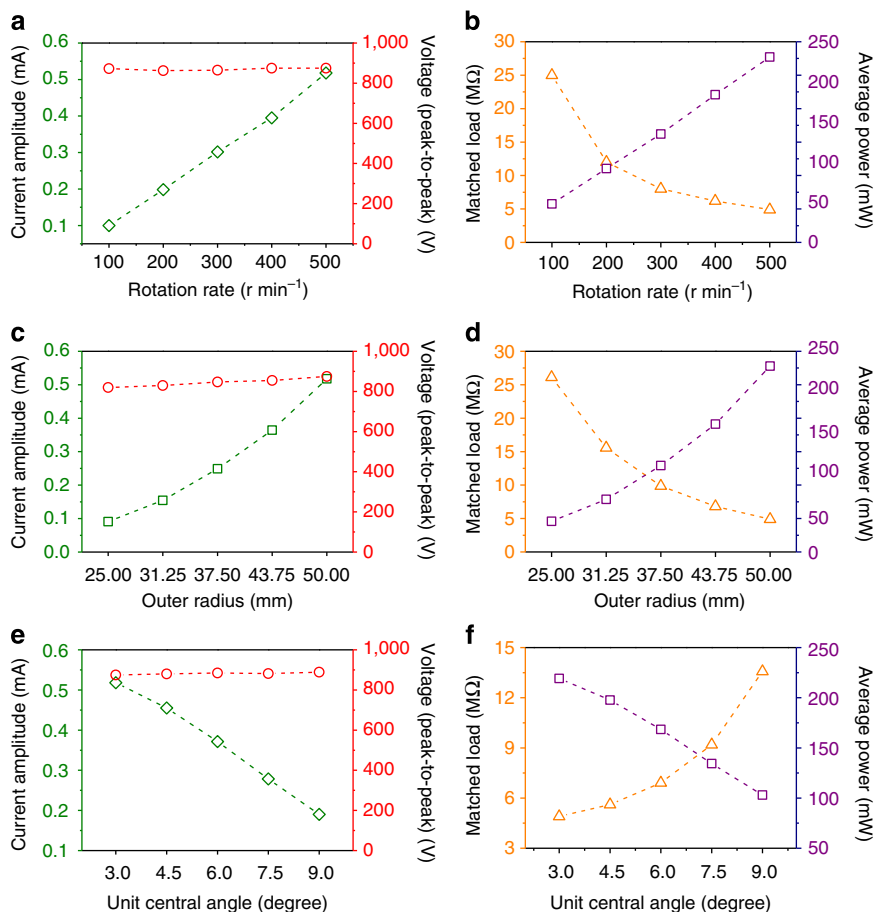 a
Current amplitude (mA)
0.6
0.5
0.4
0.3
0.2
0.1
1,000
800
600
400
200
0
Voltage (peak-to-peak) (V)
100 200 300 400 500
Rotation rate (r min⁻¹)
b
Matched load (MΩ)
30
25
20
15
10
5
0
250
200
150
100
50
0
Average power (mW)
100 200 300 400 500
Rotation rate (r min⁻¹)
c
Current amplitude (mA)
0.6
0.5
0.4
0.3
0.2
0.1
0.0
1,000
800
600
400
200
0
Voltage (peak-to-peak) (V)
25.00 31.25 37.50 43.75 50.00
Outer radius (mm)
d
Matched load (MΩ)
30
25
20
15
10
5
0
250
200
150
100
50
0
Average power (mW)
25.00 31.25 37.50 43.75 50.00
Outer radius (mm)
e
Current amplitude (mA)
0.6
0.5
0.4
0.3
0.2
0.1
1,000
800
600
400
200
0
Voltage (peak-to-peak) (V)
3.0 4.5 6.0 7.5 9.0
Unit central angle (degree)
f
Matched load (MΩ)
15
12
9
6
3
250
200
150
100
50
Average power (mW)
3.0 4.5 6.0 7.5 9.0
Unit central angle (degree)